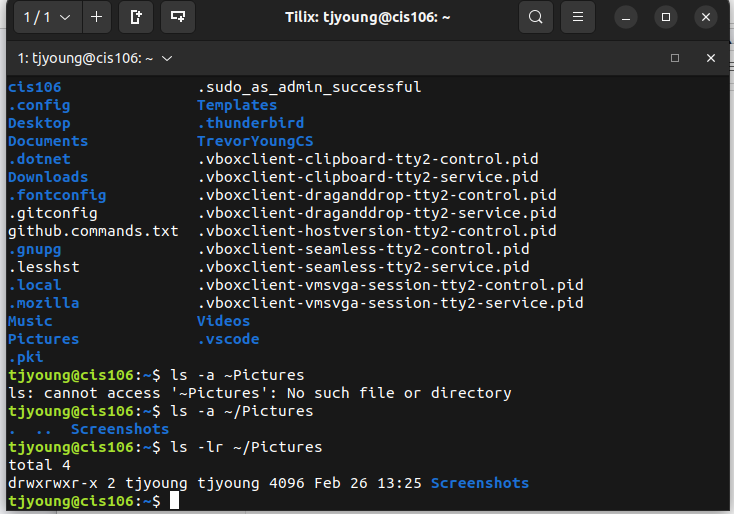 1 / 1 Tilix: tjyoung@cis106: ~
1: tjyoung@cis106: ~
cis106 .sudo_as_admin_successful
.config Templates
Desktop .thunderbird
Documents TrevorYoungCS
.dotnet .vboxclient-clipboard-tty2-control.pid
Downloads .vboxclient-clipboard-tty2-service.pid
.fontconfig .vboxclient-draganddrop-tty2-control.pid
.gitconfig .vboxclient-draganddrop-tty2-service.pid
github.commands.txt .vboxclient-hostversion-tty2-control.pid
.gnupg .vboxclient-seamless-tty2-control.pid
.lesshst .vboxclient-seamless-tty2-service.pid
.local .vboxclient-vmsvga-session-tty2-control.pid
.mozilla .vboxclient-vmsvga-session-tty2-service.pid
Music Videos
Pictures .vscode
.pki
tjyoung@cis106:~$ ls -a ~Pictures
ls: cannot access '~Pictures': No such file or directory
tjyoung@cis106:~$ ls -a ~/Pictures
. .. Screenshots
tjyoung@cis106:~$ ls -lr ~/Pictures
total 4
drwxrwxr-x 2 tjyoung tjyoung 4096 Feb 26 13:25 Screenshots
tjyoung@cis106:~$